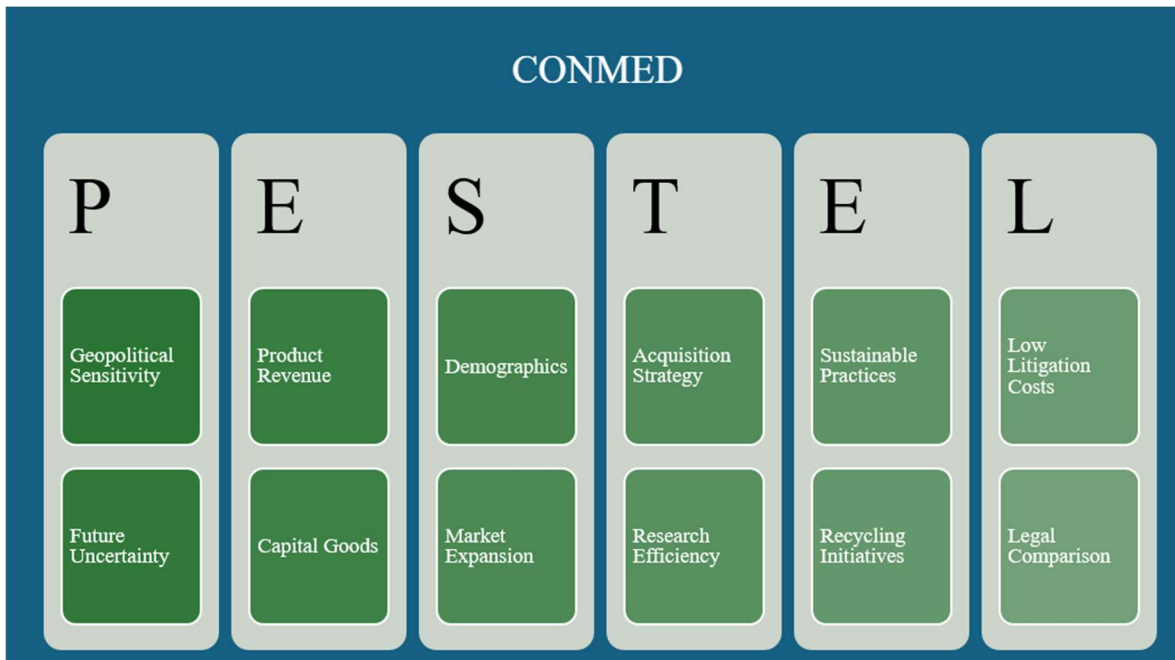 CONMED
P
Geopolitical
Sensitivity
Future
Uncertainty
E
Product
Revenue
Capital Goods
S
Demographics
Market
Expansion
T
Acquisition
Strategy
Research
Efficiency
E
Sustainable
Practices
Recycling
Initiatives
L
Low
Litigation
Costs
Legal
Comparison